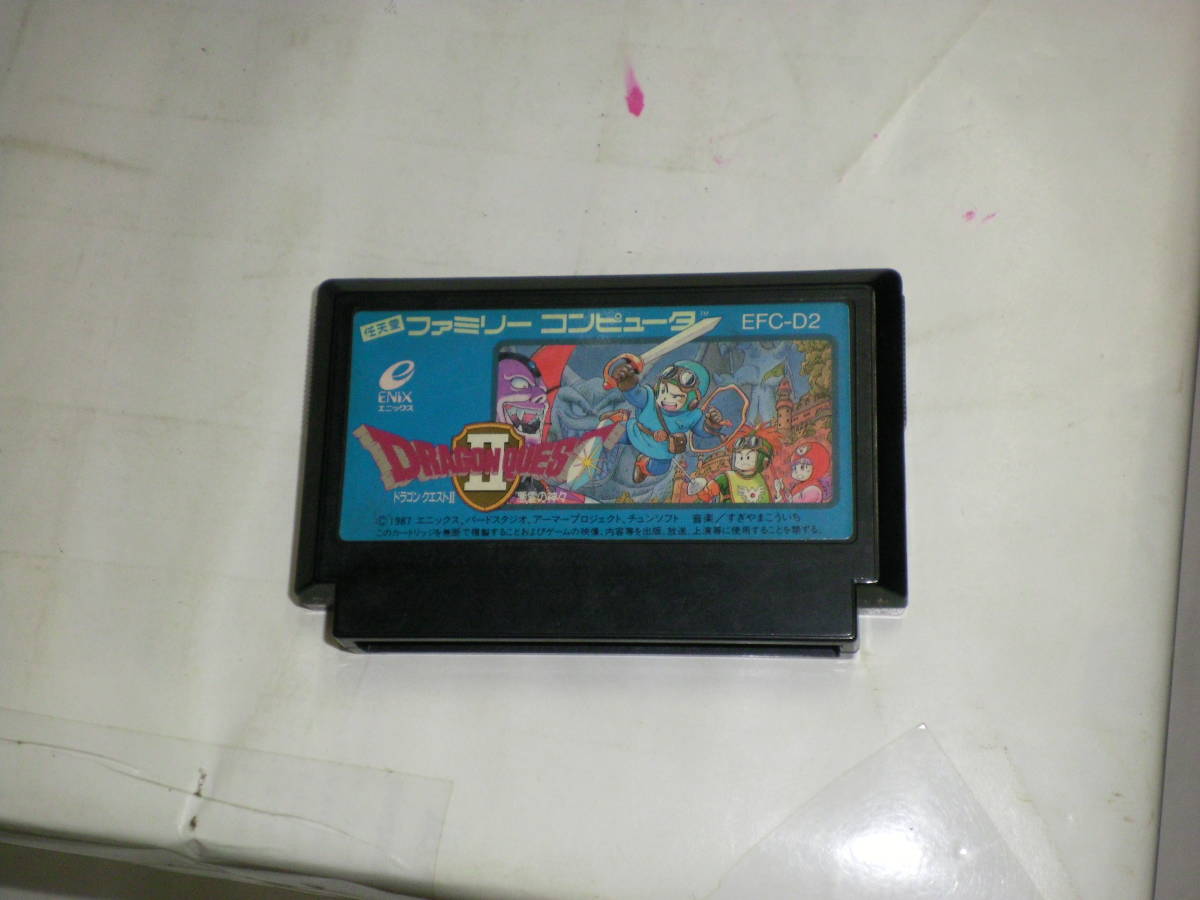 任天堂 ファミリー コンピュータ™ EFC-D2
e
ENIX
エニックス
DRAGON QUEST
II
ドラゴンクエストII 悪霊の神々
© 1987 エニックス、バードスタジオ、アーマープロジェクト、チュンソフト 音楽／すぎやまこういち
このカートリッジを無断で複製することおよびゲームの映像、内容等を出版、放送、上演等に使用することを禁ずる。